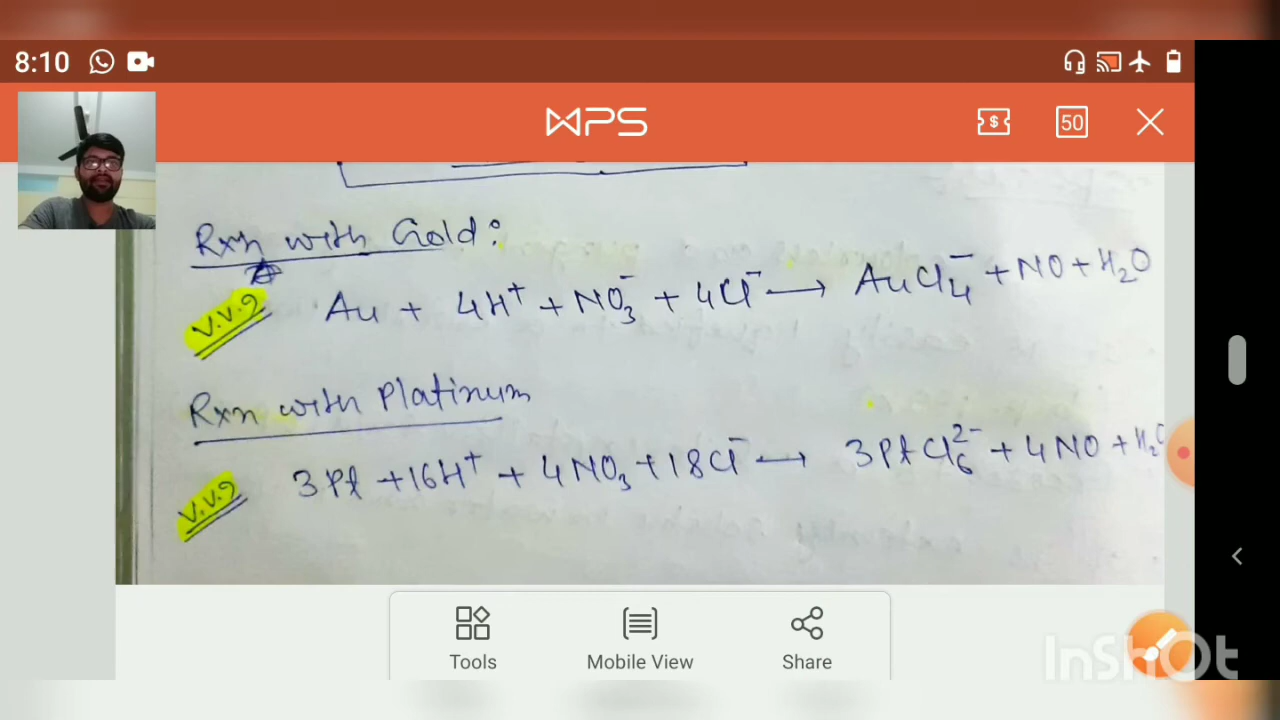 8:10
WPS
50
Rxn with Gold:
V.V.9
Au + 4H⁺ + NO₃⁻ + 4Cl⁻ → AuCl₄⁻ + NO + H₂O
Rxn with Platinum
V.V.9
3Pt + 16H⁺ + 4NO₃ + 18Cl⁻ → 3PtCl₆²⁻ + 4NO + H₂O
Tools
Mobile View
Share
InShOt